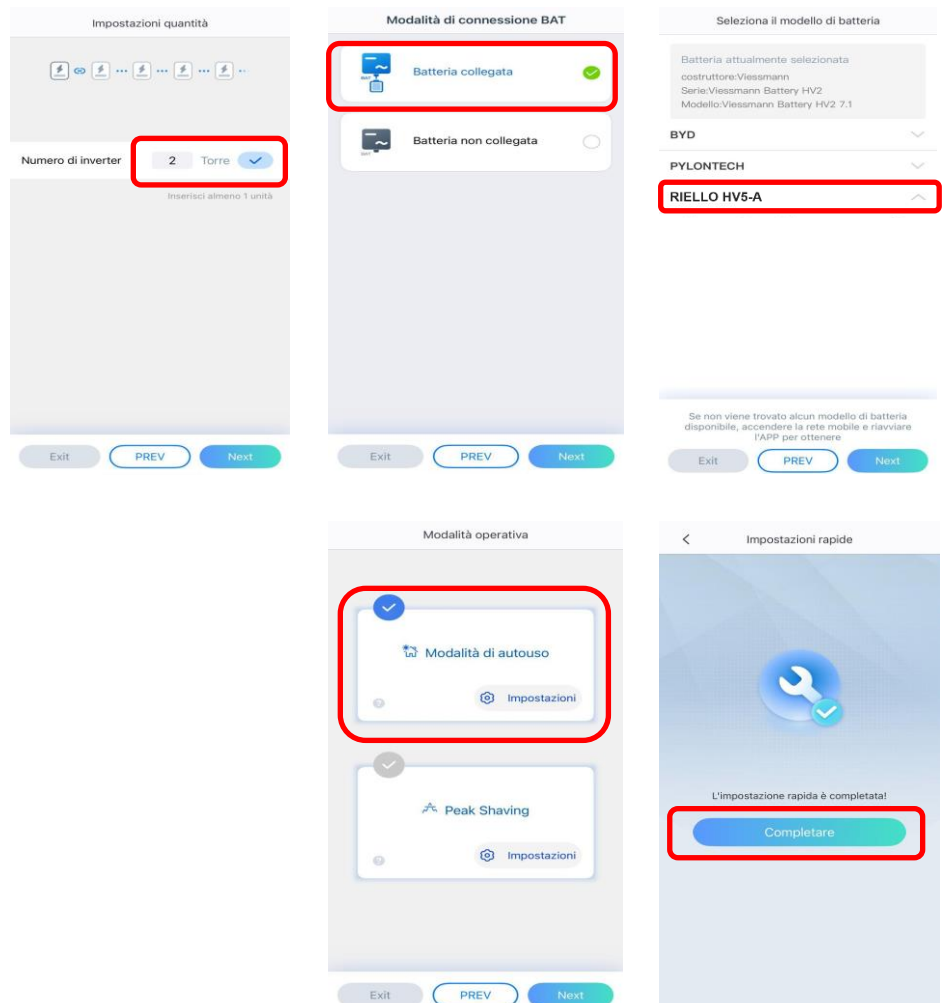 Impostazioni quantità
Numero di inverter 2 Torre
Inserisci almeno 1 unità
Exit PREV Next
Modalità di connessione BAT
BAT
Batteria collegata
BAT
Batteria non collegata
Exit PREV Next
Seleziona il modello di batteria
Batteria attualmente selezionata
costruttore:Viessmann
Serie:Viessmann Battery HV2
Modello:Viessmann Battery HV2 7.1
BYD
PYLONTECH
RIELLO HV5-A
Se non viene trovato alcun modello di batteria
disponibile, accendere la rete mobile e riavviare
l'APP per ottenere
Exit PREV Next
Modalità operativa
Modalità di autouso
? Impostazioni
Peak Shaving
? Impostazioni
Exit PREV Next
< Impostazioni rapide
L'impostazione rapida è completata!
Completare